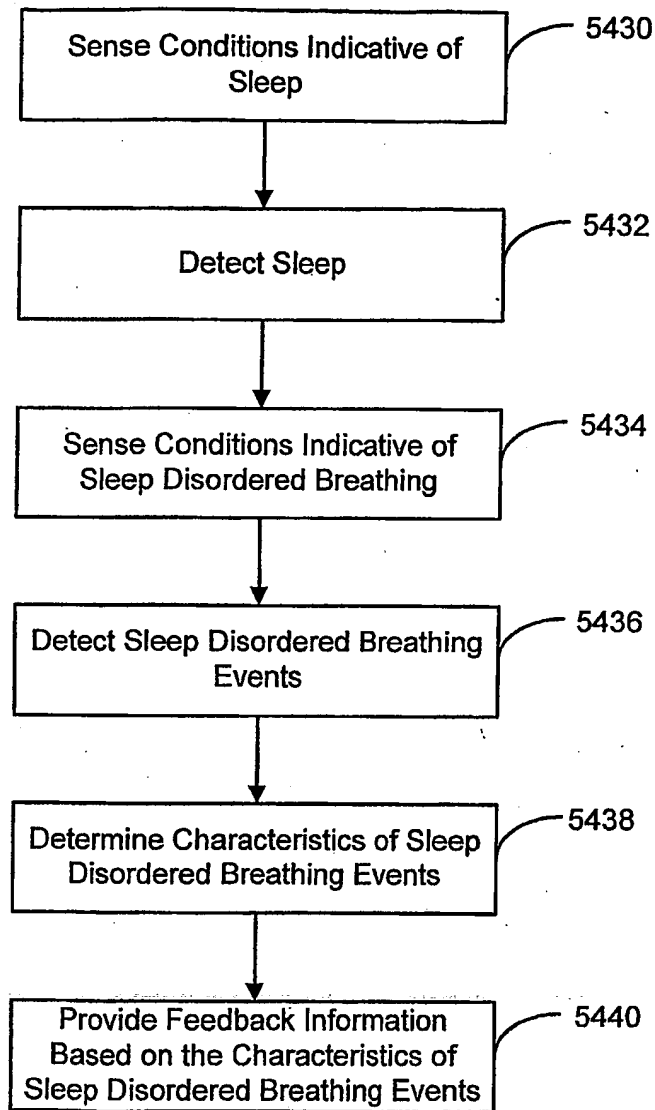 5430
Sense Conditions Indicative of
Sleep
5432
Detect Sleep
5434
Sense Conditions Indicative of
Sleep Disordered Breathing
5436
Detect Sleep Disordered Breathing
Events
5438
Determine Characteristics of Sleep
Disordered Breathing Events
5440
Provide Feedback Information
Based on the Characteristics of
Sleep Disordered Breathing Events